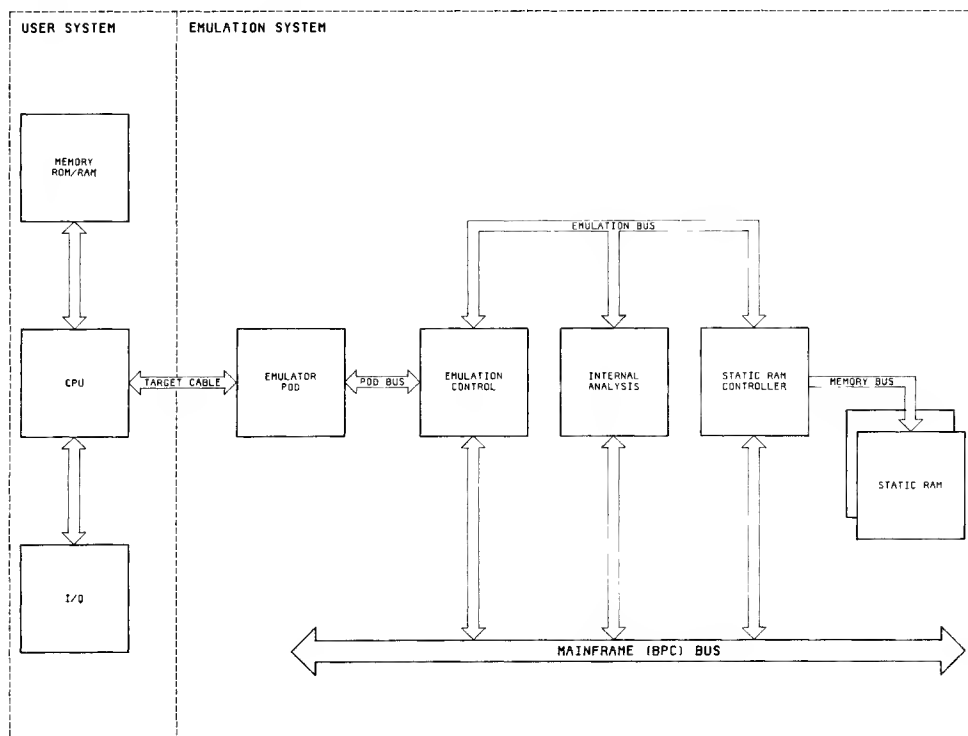 USER SYSTEM
EMULATION SYSTEM
MEMORY
ROM/RAM
EMULATION BUS
CPU
TARGET CABLE
EMULATOR
POD
POD BUS
EMULATION
CONTROL
INTERNAL
ANALYSIS
STATIC RAM
CONTROLLER
MEMORY BUS
STATIC RAM
I/O
MAINFRAME (BPC) BUS